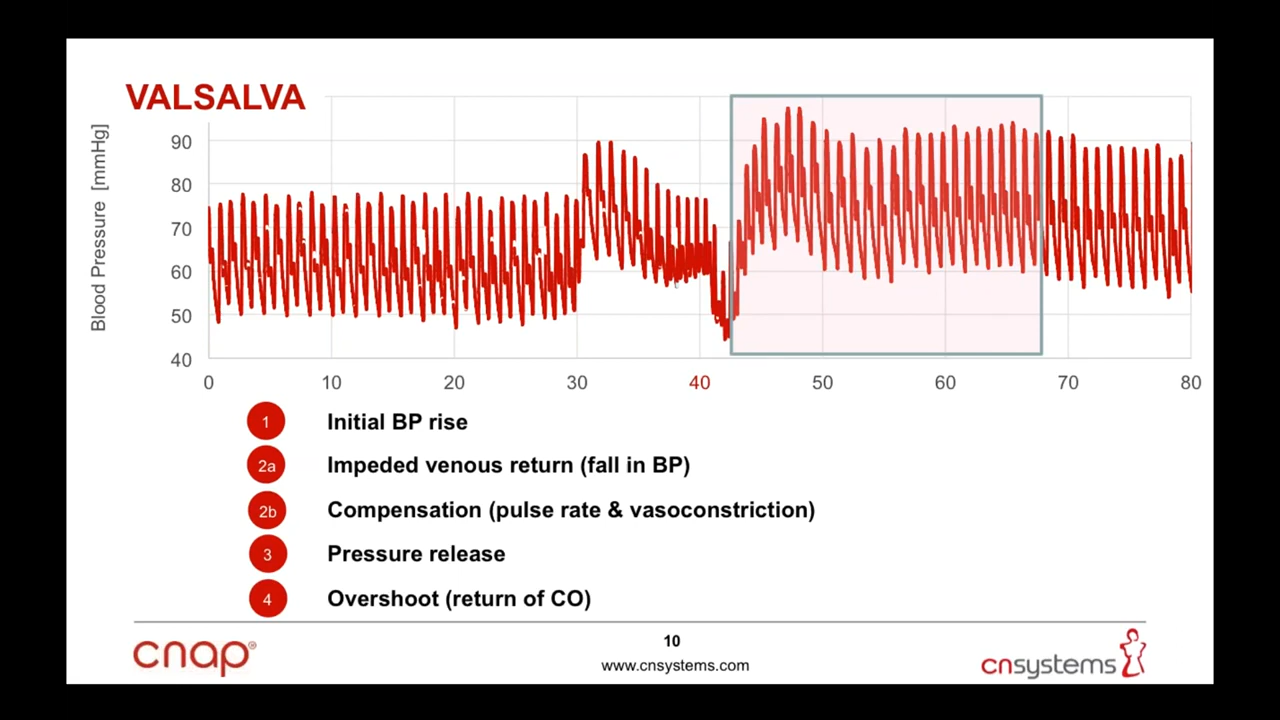 VALSALVA
Blood Pressure [mmHg]
90
80
70
60
50
40
0 10 20 30 40 50 60 70 80
1 Initial BP rise
2a Impeded venous return (fall in BP)
2b Compensation (pulse rate & vasoconstriction)
3 Pressure release
4 Overshoot (return of CO)
cnap®
10
www.cnsystems.com
cnsystems